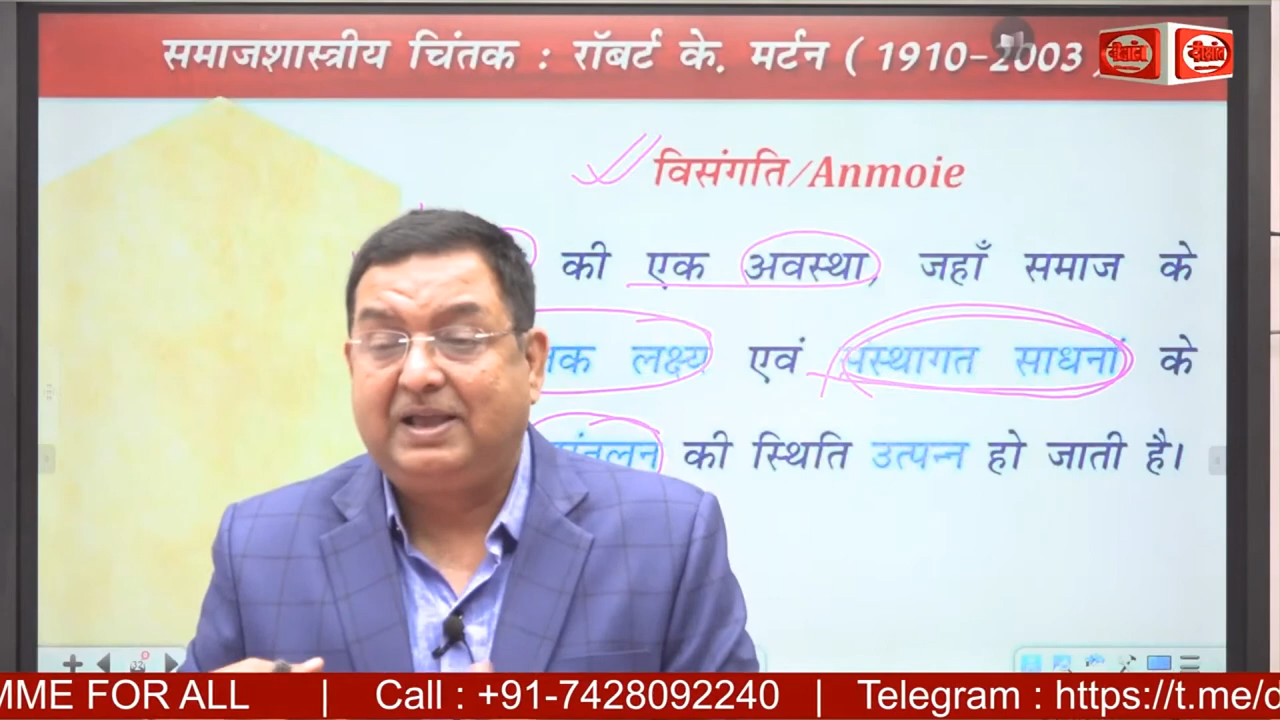 समाजशास्त्रीय चिंतक : रॉबर्ट के. मर्टन ( 1910-2003 )
दीक्षांत दीक्षांत
विसंगति/Anmoie
की एक अवस्था, जहाँ समाज के
लक्ष्य एवं संस्थागत साधनों के
की स्थिति उत्पन्न हो जाती है।
32
MME FOR ALL | Call : +91-7428092240 | Telegram : https://t.me/d